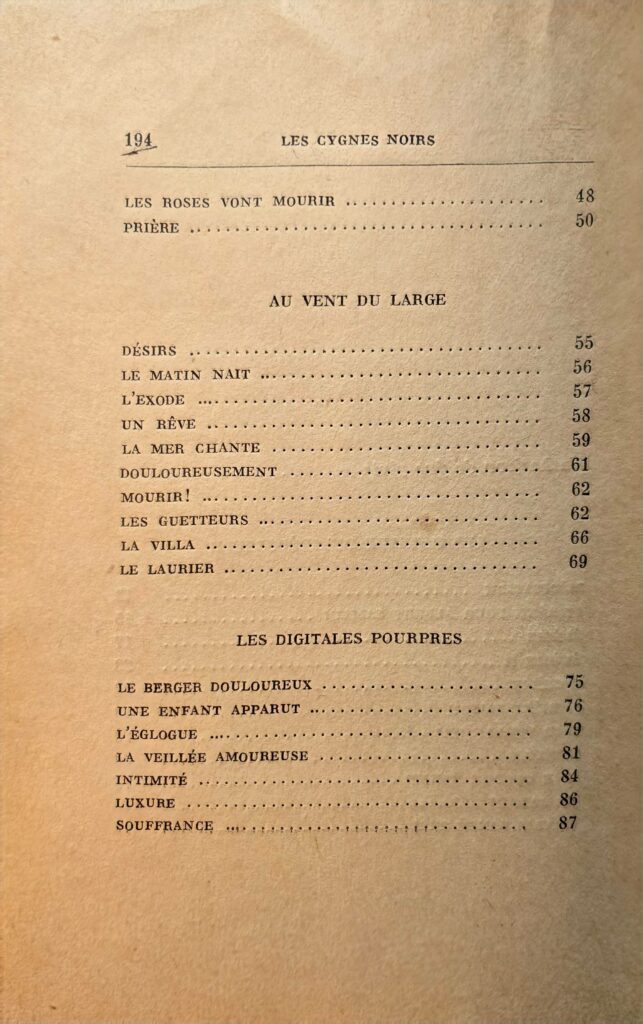 194 LES CYGNES NOIRS
LES ROSES VONT MOURIR ..................... 48
PRIÈRE ..................................... 50
AU VENT DU LARGE
DÉSIRS ..................................... 55
LE MATIN NAIT .............................. 56
L'EXODE .................................... 57
UN RÊVE .................................... 58
LA MER CHANTE .............................. 59
DOULOUREUSEMENT ............................ 61
MOURIR! .................................... 62
LES GUETTEURS .............................. 62
LA VILLA ................................... 66
LE LAURIER ................................. 69
LES DIGITALES POURPRES
LE BERGER DOULOUREUX ....................... 75
UNE ENFANT APPARUT ......................... 76
L'ÉGLOGUE .................................. 79
LA VEILLÉE AMOUREUSE ....................... 81
INTIMITÉ ................................... 84
LUXURE ..................................... 86
SOUFFRANCE ................................. 87